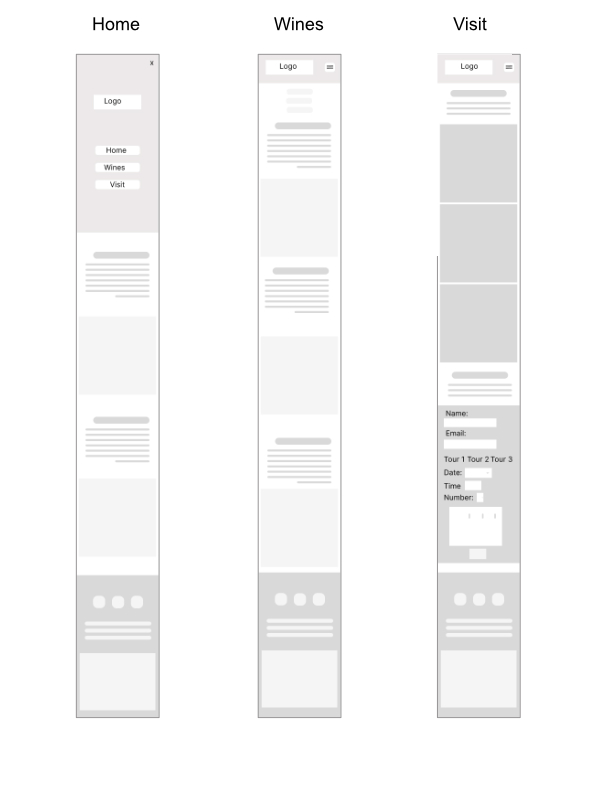 Home
Wines
Visit
x
Logo
Home
Wines
Visit
Logo
Logo
Name:
Email:
Tour 1 Tour 2 Tour 3
Date:
Time
Number: